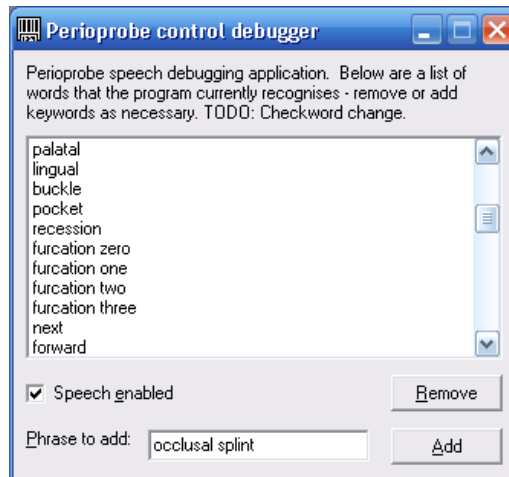 Perioprobe control debugger
Perioprobe speech debugging application. Below are a list of
words that the program currently recognises - remove or add
keywords as necessary. TODO: Checkword change.
palatal
lingual
buckle
pocket
recession
furcation zero
furcation one
furcation two
furcation three
next
forward
Speech enabled
Remove
Phrase to add:
occlusal splint
Add